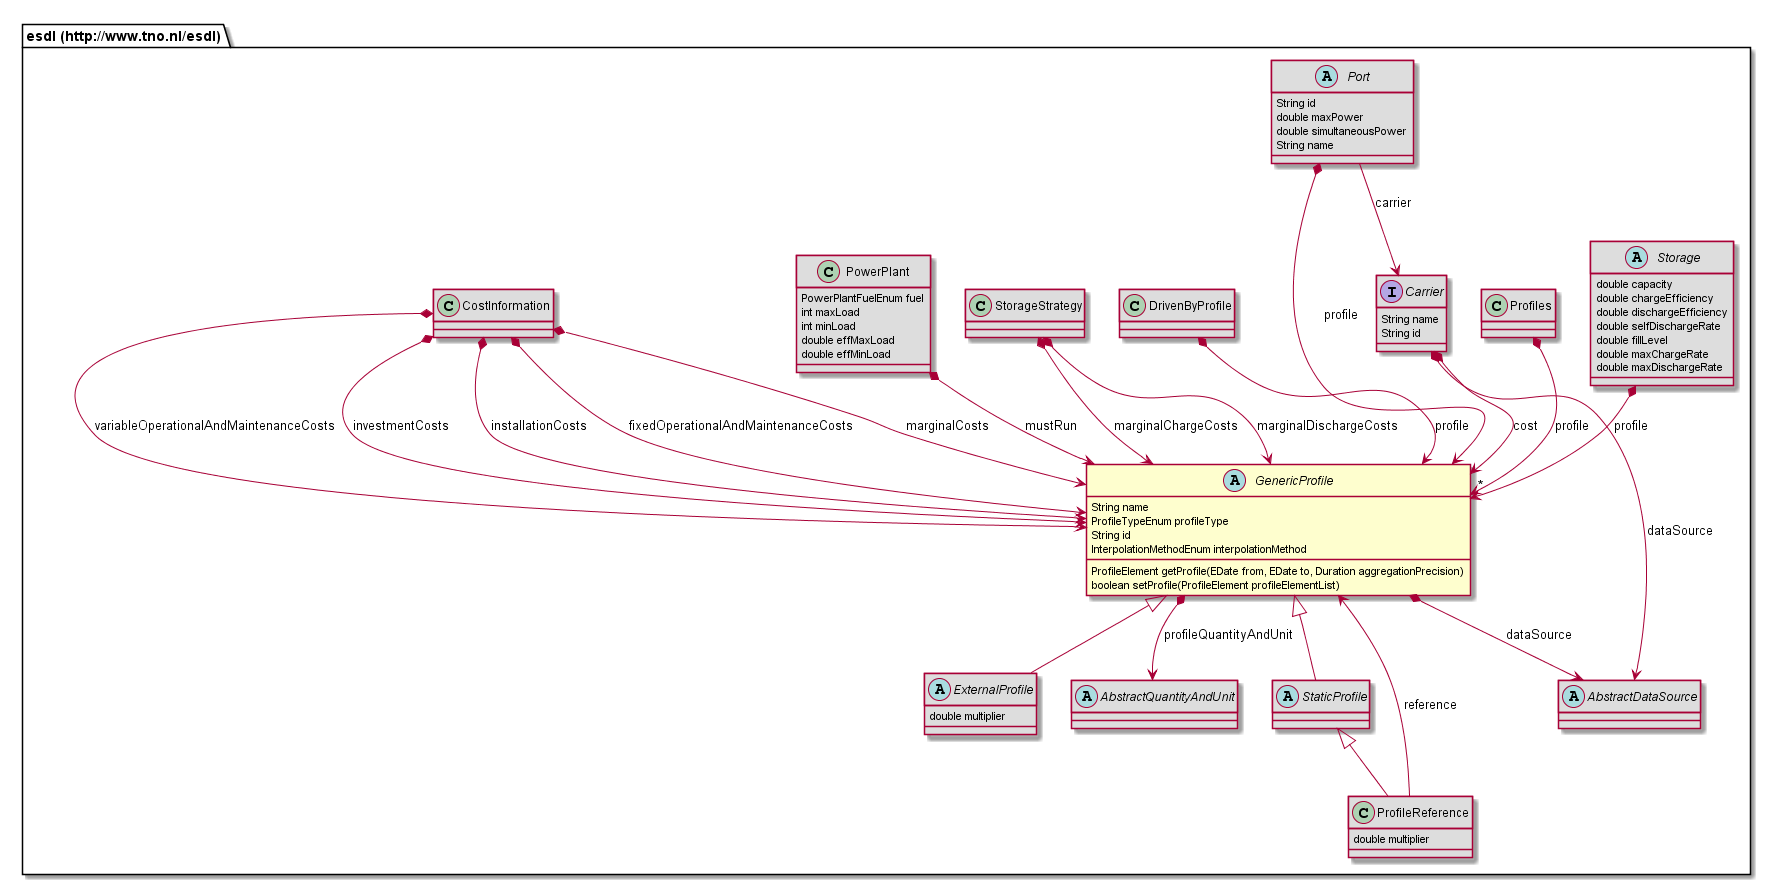 esdl (http://www.tno.nl/esdl)
A Port
String id
double maxPower
double simultaneousPower
String name
carrier
A Storage
double capacity
double chargeEfficiency
double dischargeEfficiency
double selfDischargeRate
double fillLevel
double maxChargeRate
double maxDischargeRate
C PowerPlant
PowerPlantFuelEnum fuel
int maxLoad
int minLoad
double effMaxLoad
double effMinLoad
C CostInformation
C StorageStrategy
C DrivenByProfile
profile
I Carrier
String name
String id
C Profiles
variableOperationalAndMaintenanceCosts
investmentCosts
installationCosts
fixedOperationalAndMaintenanceCosts
marginalCosts
mustRun
marginalChargeCosts
marginalDischargeCosts
profile
cost
profile
profile
*
A GenericProfile
String name
ProfileTypeEnum profileType
String id
InterpolationMethodEnum interpolationMethod
ProfileElement getProfile(EDate from, EDate to, Duration aggregationPrecision)
boolean setProfile(ProfileElement profileElementList)
dataSource
profileQuantityAndUnit
dataSource
A ExternalProfile
double multiplier
A AbstractQuantityAndUnit
A StaticProfile
reference
A AbstractDataSource
C ProfileReference
double multiplier